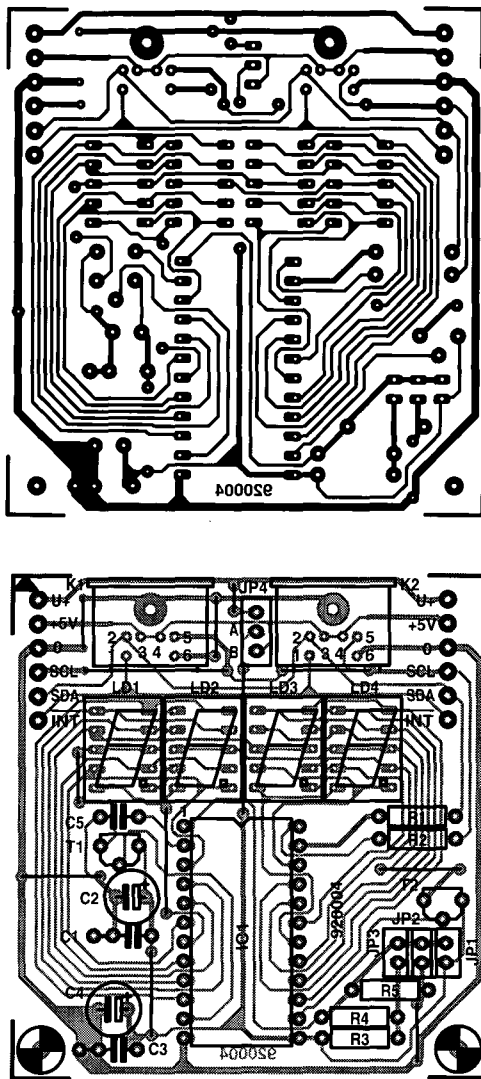 920004
K1 JP4 K2
U+ U+
+5V A +5V
0 2 3 4 5 B 2 3 4 5 0
SCL 1 6 1 6 SCL
SDA LD1 LD2 LD3 LD4 SDA
INT INT
C5 R1
T1 R2
C2 T2
920004
JP2
C1 IC1 JP3 JP1
C4 R5
R4
C3 R3
920004